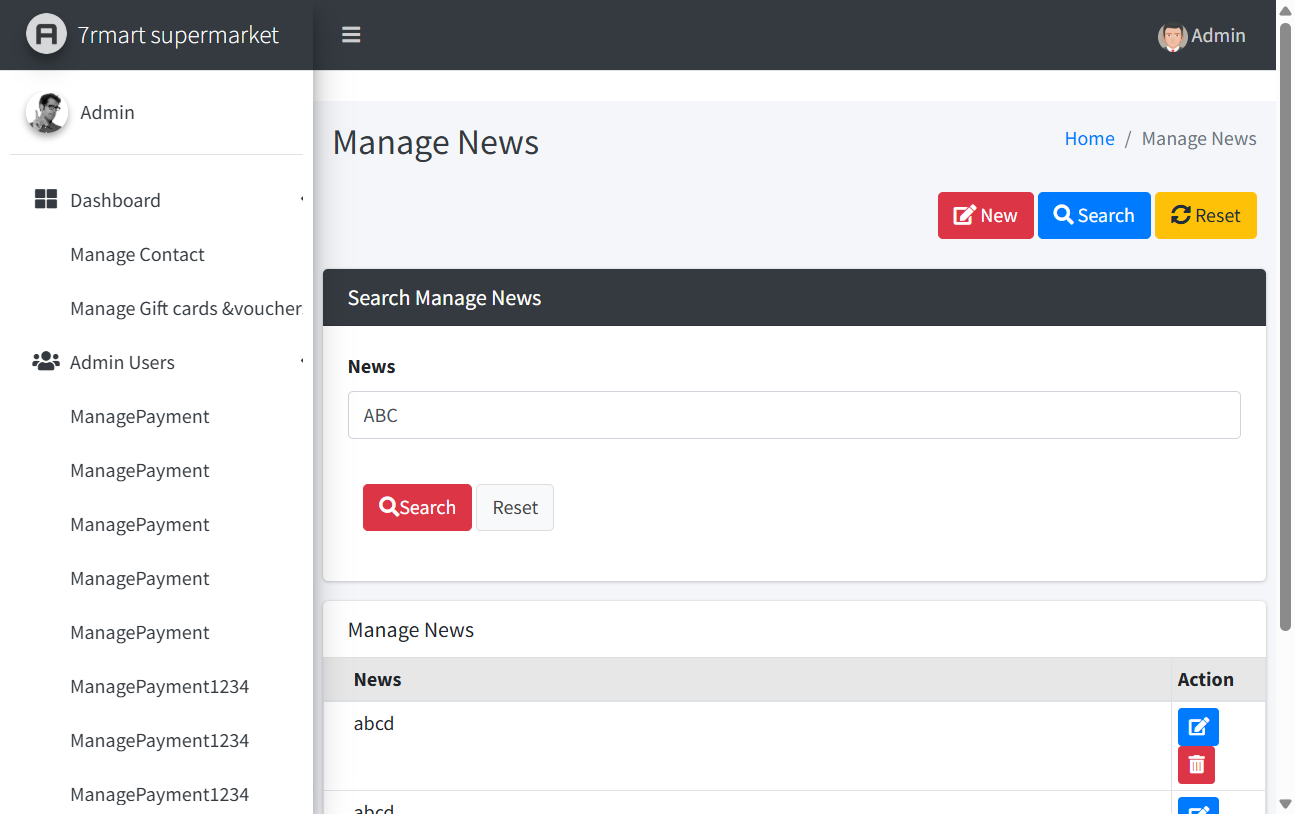 7rmart supermarket
Admin
Admin
Manage News
Home / Manage News
New Search Reset
Dashboard
Manage Contact
Manage Gift cards &voucher
Admin Users
ManagePayment
ManagePayment
ManagePayment
ManagePayment
ManagePayment
ManagePayment1234
ManagePayment1234
ManagePayment1234
Search Manage News
News
ABC
Search Reset
Manage News
News Action
abcd
abcd